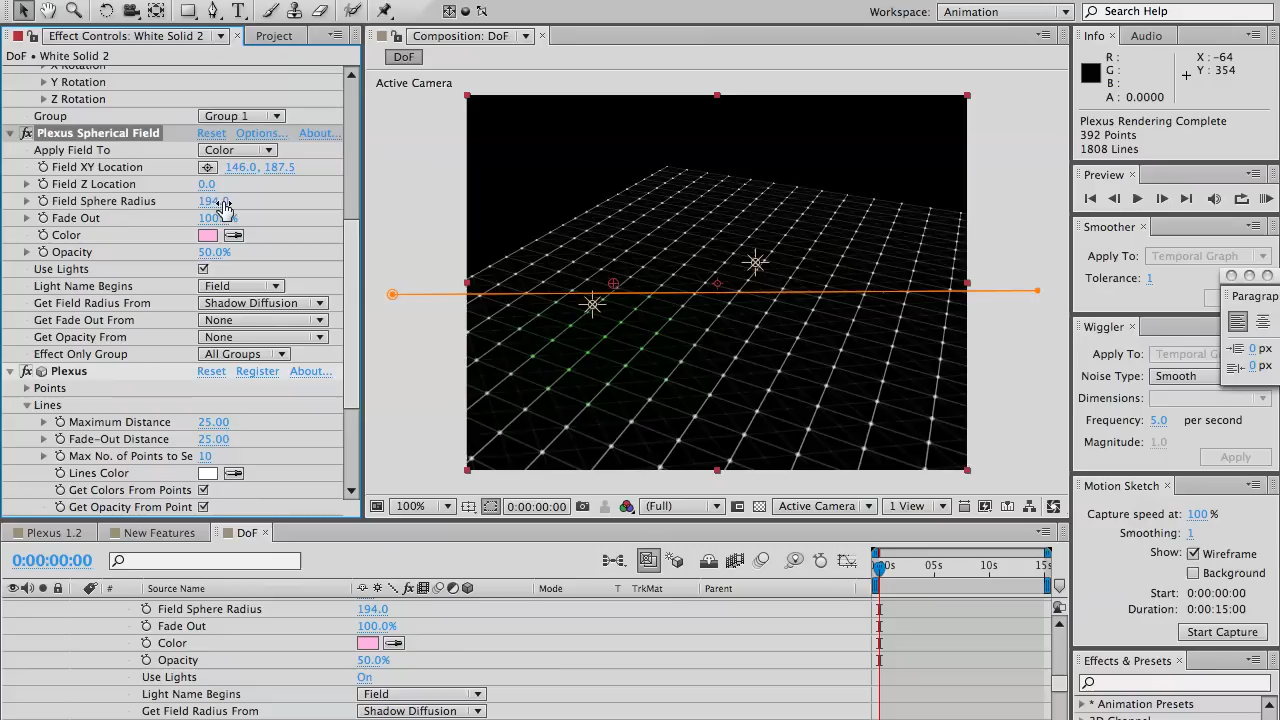 Workspace: Animation Search Help
Effect Controls: White Solid 2 Project
Composition: DoF
Info Audio
DoF • White Solid 2
DoF
Active Camera
R:
G:
B:
A: 0.0000
X: -64
Y: 354
Plexus Rendering Complete
392 Points
1808 Lines
Y Rotation
Z Rotation
Group Group 1
Plexus Spherical Field Reset Options... About...
Apply Field To Color
Field XY Location 146.0, 187.5
Field Z Location 0.0
Field Sphere Radius
Fade Out
Color
Opacity 50.0%
Use Lights
Light Name Begins Field
Get Field Radius From Shadow Diffusion
Get Fade Out From None
Get Opacity From None
Effect Only Group All Groups
Plexus Reset Register About...
Points
Lines
Maximum Distance 25.00
Fade-Out Distance 25.00
Max No. of Points to Se 10
Lines Color
Get Colors From Points
Get Opacity From Point
Preview
Smoother
Apply To: Temporal Graph
Tolerance: 1
Paragrap
0 px
0 px
Wiggler
Apply To: Temporal
Noise Type: Smooth
Dimensions:
Frequency: 5.0 per second
Magnitude: 1.0
Apply
Motion Sketch
Capture speed at: 100 %
Smoothing: 1
Show: Wireframe
Background
Start: 0:00:00:00
Duration: 0:00:15:00
Start Capture
Effects & Presets
* Animation Presets
100% 0:00:00:00 (Full) Active Camera 1 View
Plexus 1.2 New Features DoF
0:00:00:00
05s 10s 15s
# Source Name Mode T TrkMat Parent
Field Sphere Radius 194.0
Fade Out 100.0%
Color
Opacity 50.0%
Use Lights On
Light Name Begins Field
Get Field Radius From Shadow Diffusion